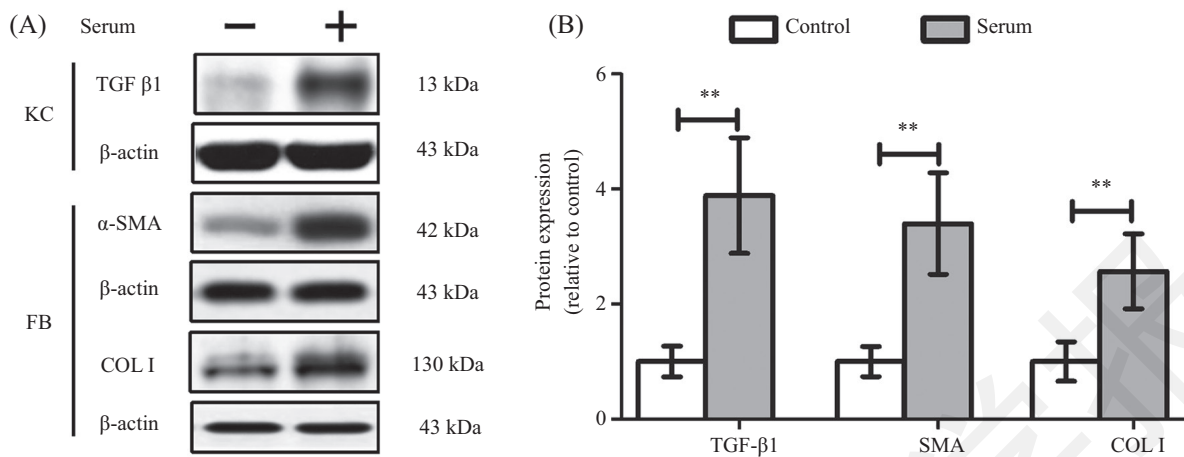 (A) Serum − +
KC
TGF β1 13 kDa
β-actin 43 kDa
FB
α-SMA 42 kDa
β-actin 43 kDa
COL I 130 kDa
β-actin 43 kDa
(B)
Control Serum
Protein expression
(relative to control)
6
4
2
0
**
**
**
TGF-β1 SMA COL I